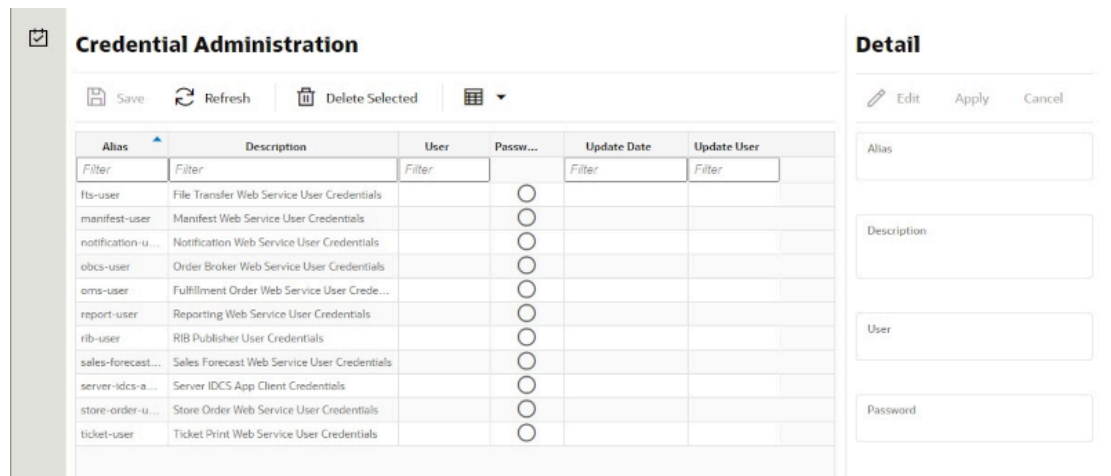 Credential Administration
Detail
Save Refresh Delete Selected
Edit Apply Cancel
Alias Description User Passw... Update Date Update User
Filter Filter Filter Filter Filter
fts-user File Transfer Web Service User Credentials
manifest-user Manifest Web Service User Credentials
notification-u... Notification Web Service User Credentials
obcs-user Order Broker Web Service User Credentials
oms-user Fulfillment Order Web Service User Crede...
report-user Reporting Web Service User Credentials
rib-user RIB Publisher User Credentials
sales-forecast... Sales Forecast Web Service User Credentials
server-idcs-a... Server IDCS App Client Credentials
store-order-u... Store Order Web Service User Credentials
ticket-user Ticket Print Web Service User Credentials
Alias
Description
User
Password